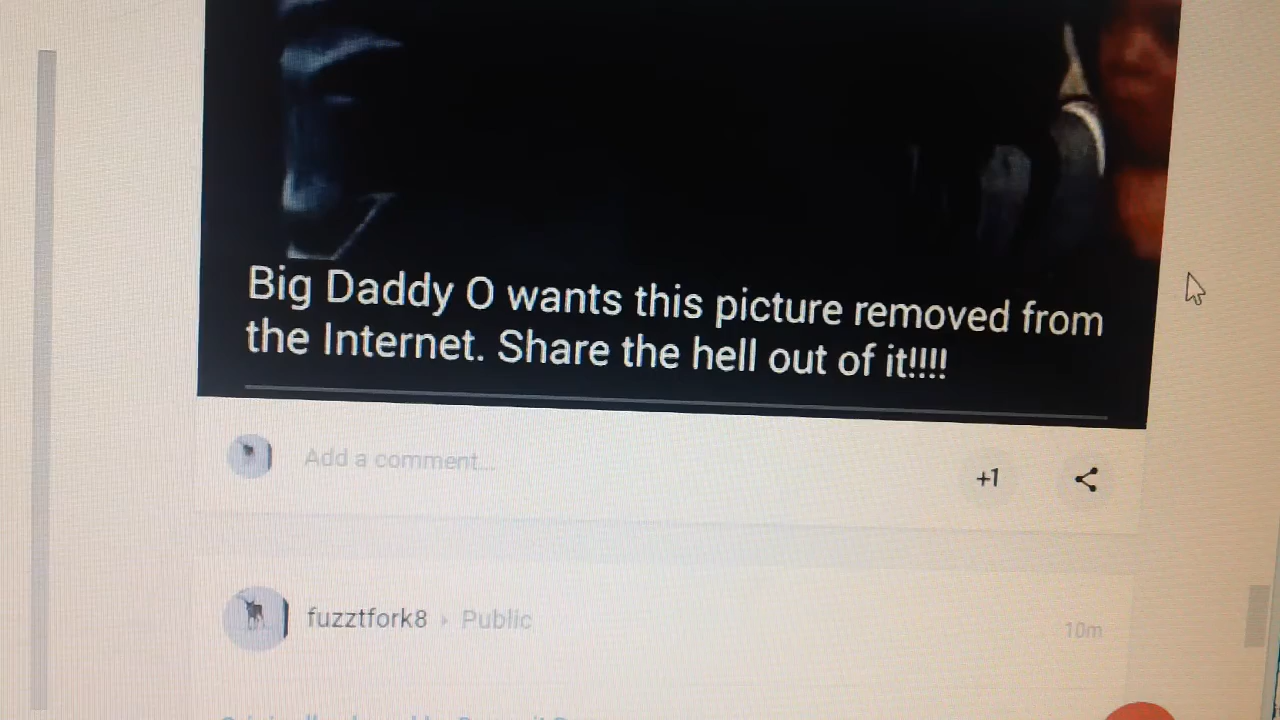 Big Daddy O wants this picture removed from
the Internet. Share the hell out of it!!!!
Add a comment...
+1
fuzztfork8 › Public
10m